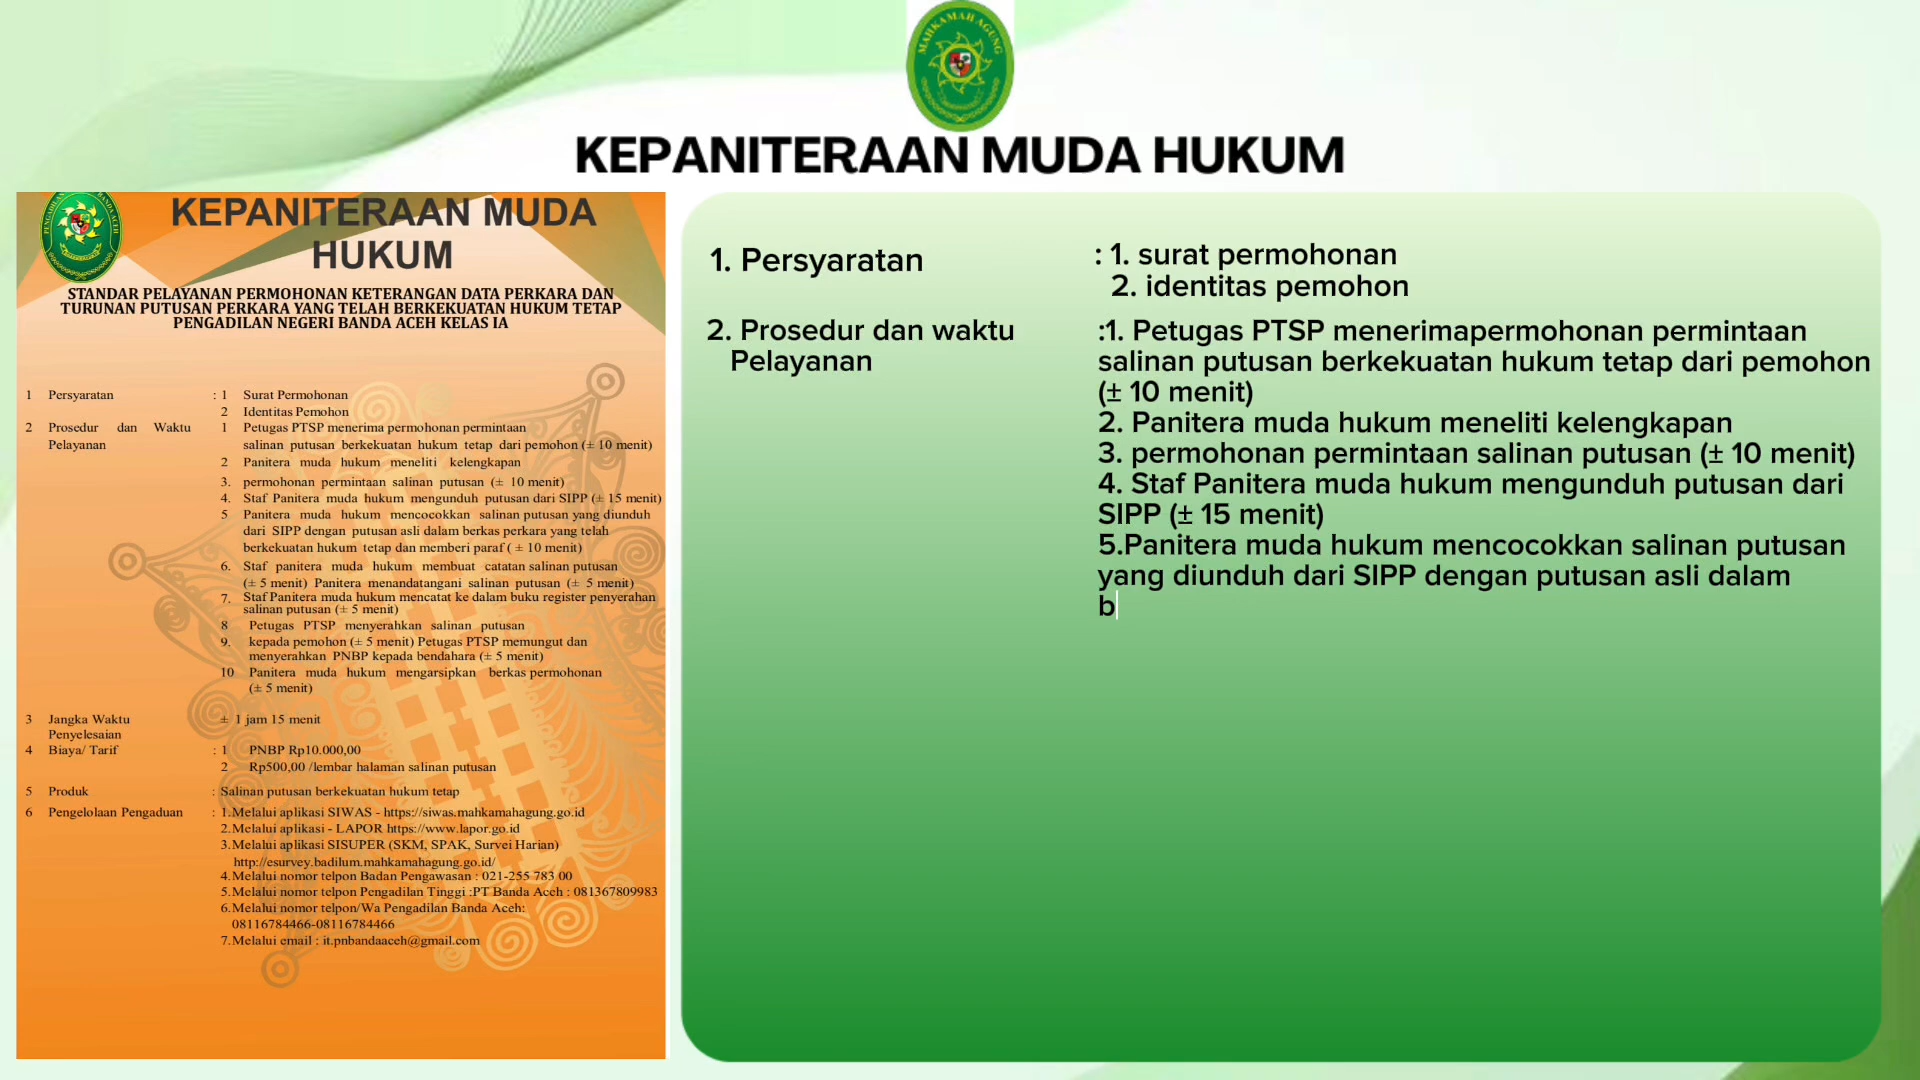 MAHKAMAH AGUNG
KEPANITERAAN MUDA HUKUM
KEPANITERAAN MUDA
HUKUM
STANDAR PELAYANAN PERMOHONAN KETERANGAN DATA PERKARA DAN
TURUNAN PUTUSAN PERKARA YANG TELAH BERKEKUATAN HUKUM TETAP
PENGADILAN NEGERI BANDA ACEH KELAS IA
1 Persyaratan : 1 Surat Permohonan
2 Identitas Pemohon
2 Prosedur dan Waktu 1 Petugas PTSP menerima permohonan permintaan
Pelayanan salinan putusan berkekuatan hukum tetap dari pemohon (± 10 menit)
2 Panitera muda hukum meneliti kelengkapan
3. permohonan permintaan salinan putusan (± 10 menit)
4. Staf Panitera muda hukum mengunduh putusan dari SIPP (± 15 menit)
5 Panitera muda hukum mencocokkan salinan putusan yang diunduh
dari SIPP dengan putusan asli dalam berkas perkara yang telah
berkekuatan hukum tetap dan memberi paraf ( ± 10 menit)
6. Staf panitera muda hukum membuat catatan salinan putusan
(± 5 menit) Panitera menandatangani salinan putusan (± 5 menit)
7. Staf Panitera muda hukum mencatat ke dalam buku register penyerahan
salinan putusan (± 5 menit)
8 Petugas PTSP menyerahkan salinan putusan
9. kepada pemohon (± 5 menit) Petugas PTSP memungut dan
menyerahkan PNBP kepada bendahara (± 5 menit)
10 Panitera muda hukum mengarsipkan berkas permohonan
(± 5 menit)
3 Jangka Waktu ± 1 jam 15 menit
Penyelesaian
4 Biaya/ Tarif : 1 PNBP Rp10.000,00
2 Rp500,00 /lembar halaman salinan putusan
5 Produk : Salinan putusan berkekuatan hukum tetap
6 Pengelolaan Pengaduan : 1.Melalui aplikasi SIWAS - https://siwas.mahkamahagung.go.id
2.Melalui aplikasi - LAPOR https://www.lapor.go.id
3.Melalui aplikasi SISUPER (SKM, SPAK, Survei Harian)
http://esurvey.badilum.mahkamahagung.go.id/
4.Melalui nomor telpon Badan Pengawasan : 021-255 783 00
5.Melalui nomor telpon Pengadilan Tinggi :PT Banda Aceh : 081367809983
6.Melalui nomor telpon/Wa Pengadilan Banda Aceh:
08116784466-08116784466
7.Melalui email : it.pnbandaaceh@gmail.com
1. Persyaratan : 1. surat permohonan
2. identitas pemohon
2. Prosedur dan waktu :1. Petugas PTSP menerimapermohonan permintaan
Pelayanan salinan putusan berkekuatan hukum tetap dari pemohon
(± 10 menit)
2. Panitera muda hukum meneliti kelengkapan
3. permohonan permintaan salinan putusan (± 10 menit)
4. Staf Panitera muda hukum mengunduh putusan dari
SIPP (± 15 menit)
5.Panitera muda hukum mencocokkan salinan putusan
yang diunduh dari SIPP dengan putusan asli dalam
b